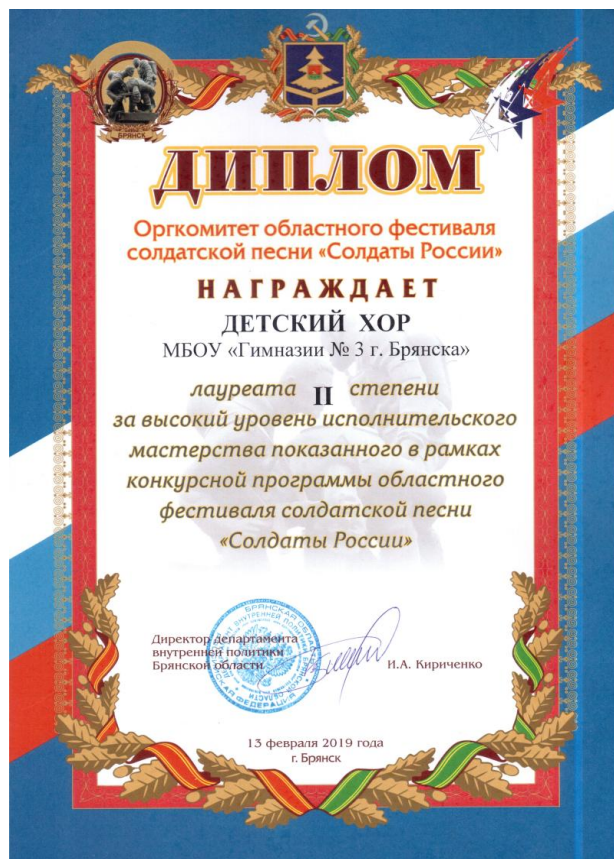 БРЯНСК
ДИПЛОМ
Оргкомитет областного фестиваля
солдатской песни «Солдаты России»
НАГРАЖДАЕТ
ДЕТСКИЙ ХОР
МБОУ «Гимназии № 3 г. Брянска»
лауреата II степени
за высокий уровень исполнительского
мастерства показанного в рамках
конкурсной программы областного
фестиваля солдатской песни
«Солдаты России»
Директор департамента
внутренней политики
Брянской области
И.А. Кириченко
13 февраля 2019 года
г. Брянск